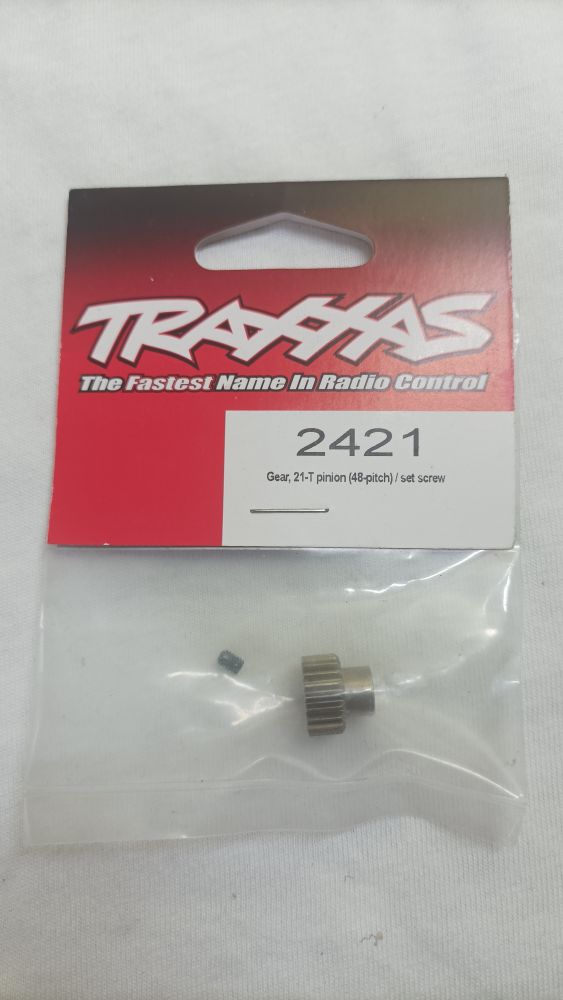 TRAXXAS
The Fastest Name In Radio Control
2421
Gear, 21-T pinion (48-pitch) / set screw